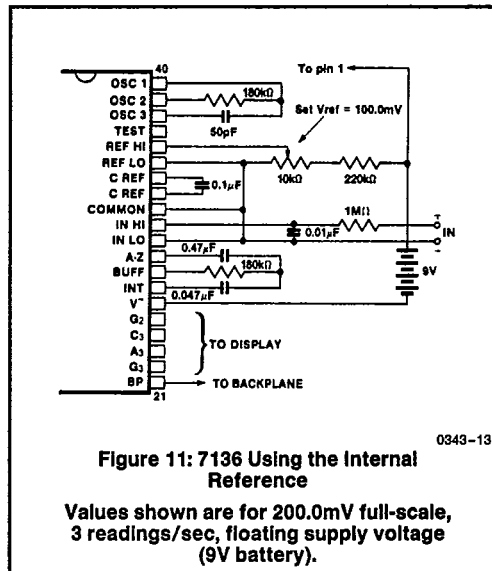 40
To pin 1
OSC 1
OSC 2
180kΩ
OSC 3
50pF
Set Vref = 100.0mV
TEST
REF HI
REF LO
10kΩ
220kΩ
C REF
0.1µF
C REF
COMMON
1MΩ
IN HI
+
0.01µF
IN
IN LO
-
0.47µF
A-Z
BUFF
180kΩ
9V
INT
0.047µF
V⁻
G2
C3
TO DISPLAY
A3
G3
BP
TO BACKPLANE
21
0343-13
Figure 11: 7136 Using the Internal
Reference
Values shown are for 200.0mV full-scale,
3 readings/sec, floating supply voltage
(9V battery).